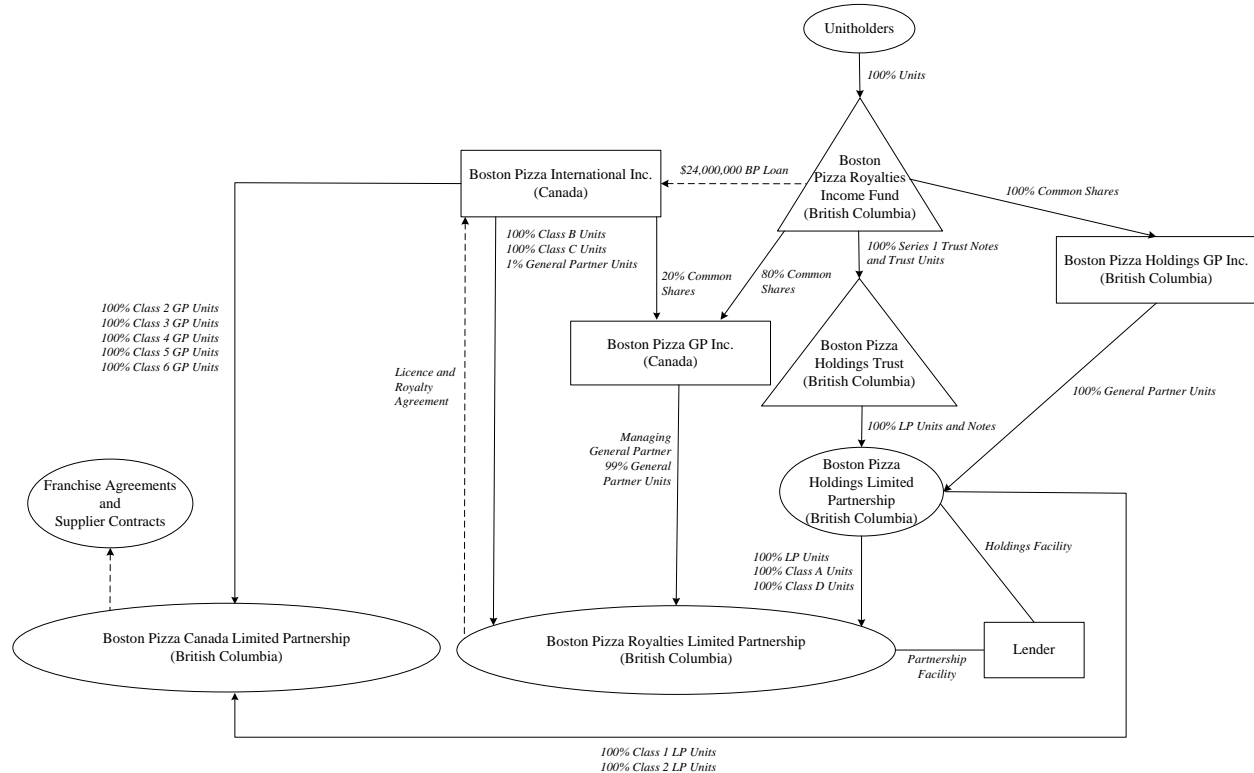 Unitholders
100% Units
Boston
Pizza Royalties
Income Fund
(British Columbia)
Boston Pizza International Inc.
(Canada)
$24,000,000 BP Loan
100% Common Shares
100% Class B Units
100% Class C Units
1% General Partner Units
20% Common
Shares
80% Common
Shares
100% Series 1 Trust Notes
and Trust Units
Boston Pizza Holdings GP Inc.
(British Columbia)
100% Class 2 GP Units
100% Class 3 GP Units
100% Class 4 GP Units
100% Class 5 GP Units
100% Class 6 GP Units
Boston Pizza GP Inc.
(Canada)
Boston Pizza
Holdings Trust
(British Columbia)
Licence and
Royalty
Agreement
100% General Partner Units
100% LP Units and Notes
Managing
General Partner
99% General
Partner Units
Boston Pizza
Holdings Limited
Partnership
(British Columbia)
Franchise Agreements
and
Supplier Contracts
Holdings Facility
100% LP Units
100% Class A Units
100% Class D Units
Boston Pizza Canada Limited Partnership
(British Columbia)
Boston Pizza Royalties Limited Partnership
(British Columbia)
Partnership
Facility
Lender
100% Class 1 LP Units
100% Class 2 LP Units